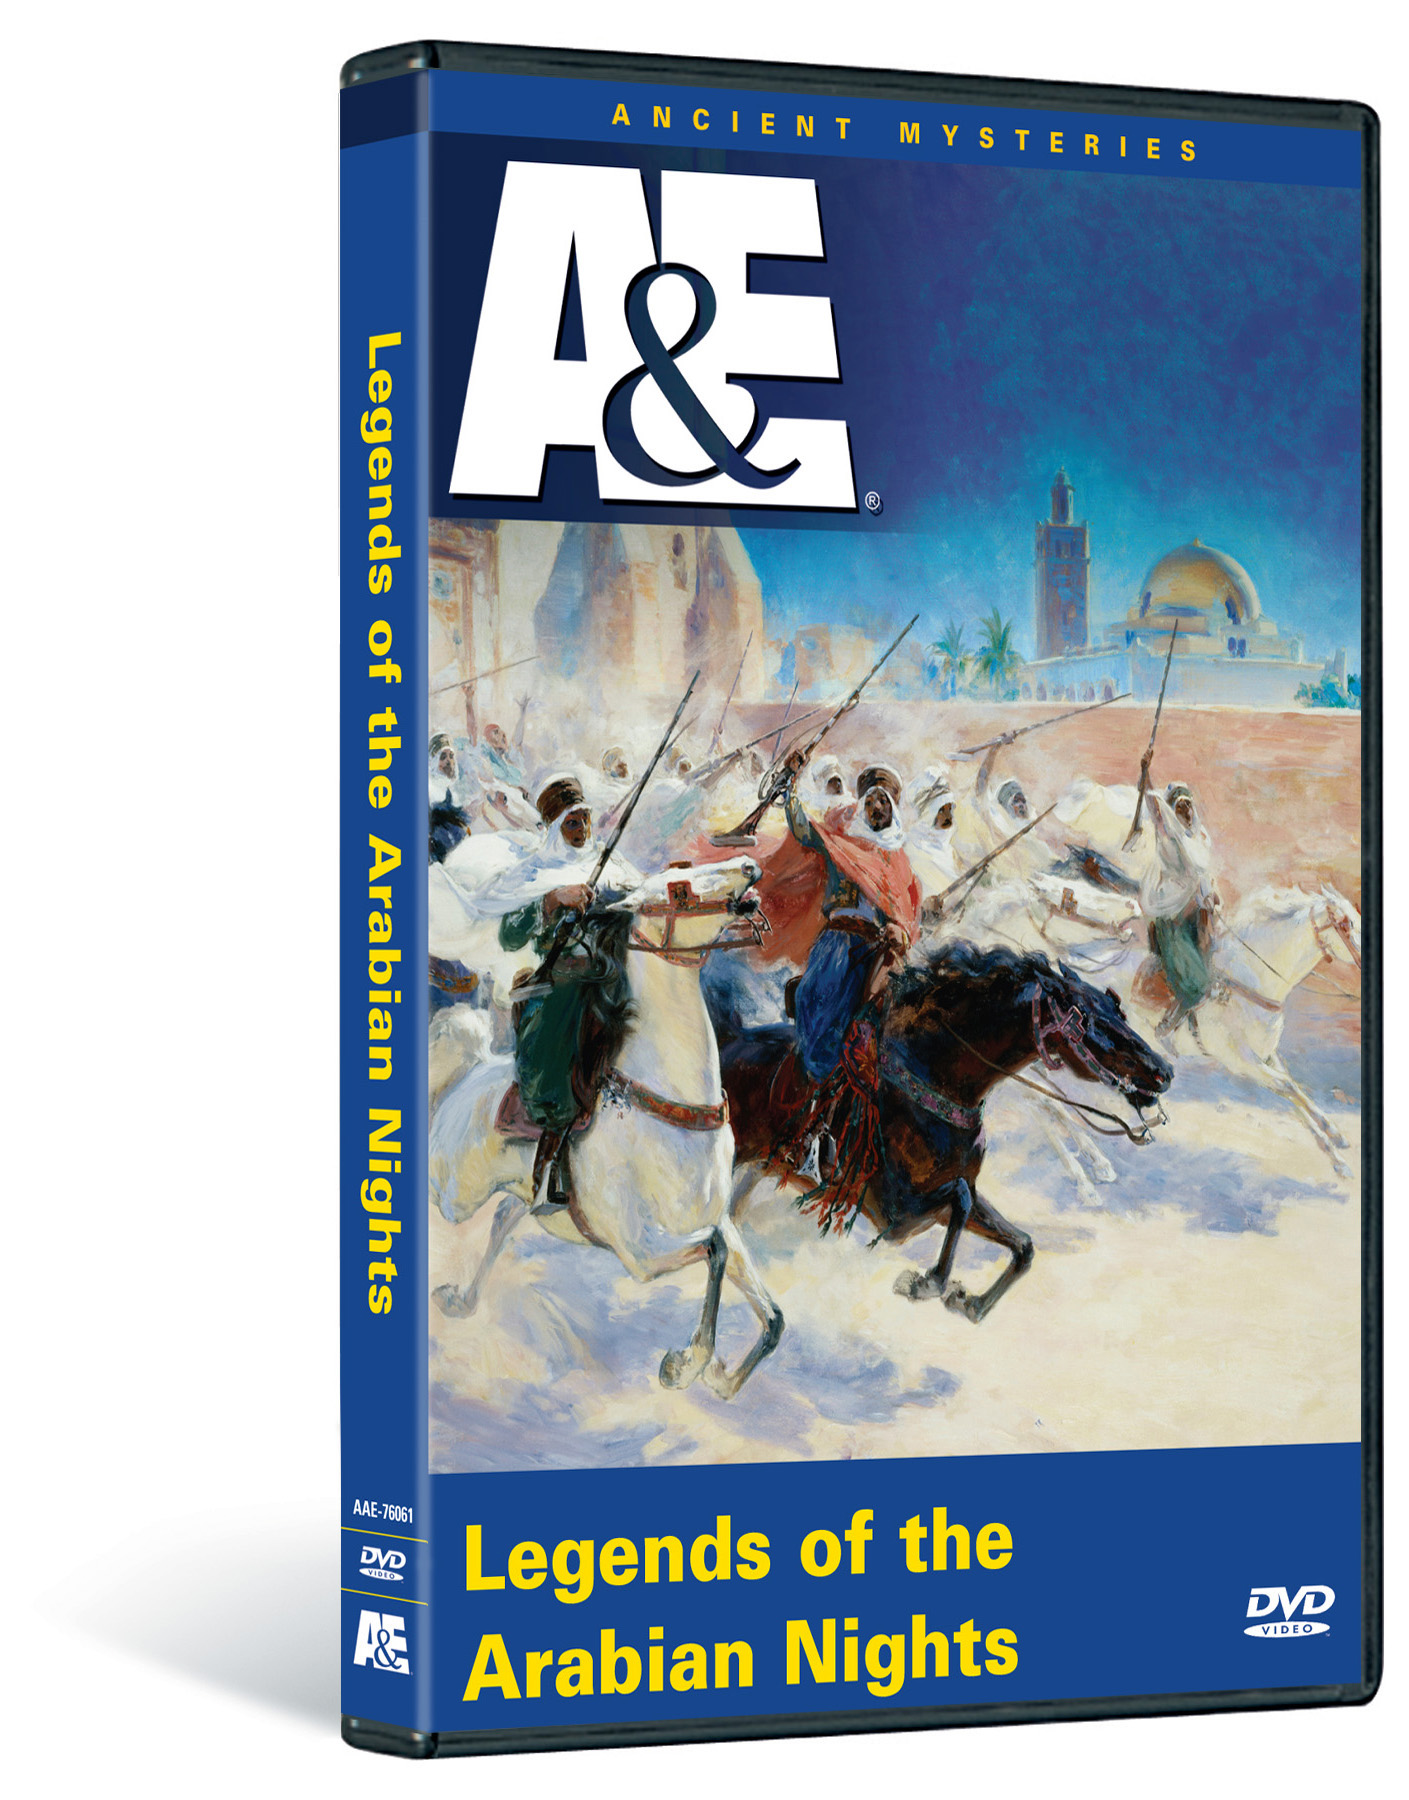 ANCIENT MYSTERIES
A&E®
Legends of the Arabian Nights
AAE-76061
DVD
VIDEO
A&E
Legends of the
Arabian Nights
DVD
VIDEO